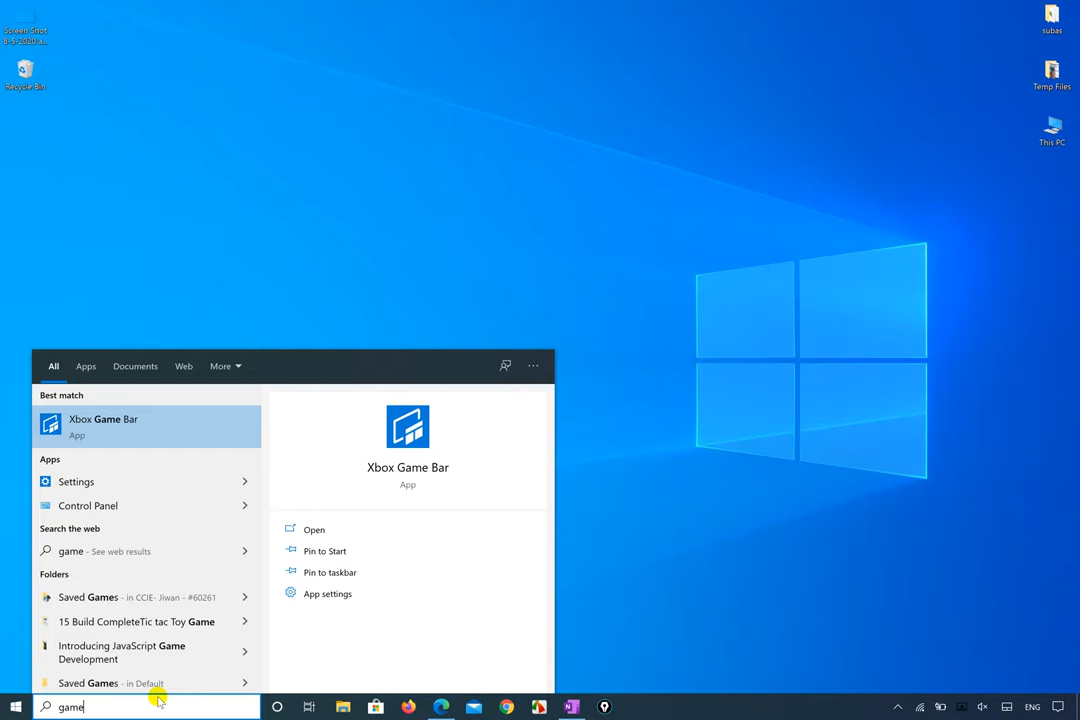 Screen Shot
8-5-2020 a...
Recycle Bin
subas
Temp Files
This PC
All
Apps
Documents
Web
More
Best match
Xbox Game Bar
App
Apps
Settings
Control Panel
Search the web
game - See web results
Folders
Saved Games - in CCIE- Jiwan - #60261
15 Build CompleteTic tac Toy Game
Introducing JavaScript Game
Development
Saved Games - in Default
Xbox Game Bar
App
Open
Pin to Start
Pin to taskbar
App settings
game
ENG